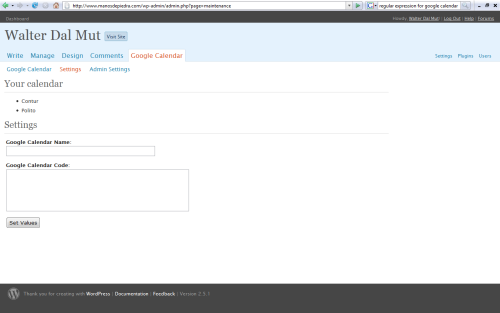 http://www.manosdepiedra.com/wp-admin/admin.php?page=maintenence
regular expression for google calendar
Dashboard
Howdy, Walter Dal Mut! | Log Out | Help | Forums
Walter Dal Mut Visit Site
Write Manage Design Comments Google Calendar
Settings Plugins Users
Google Calendar Settings Admin Settings
Your calendar
Contur
Polito
Settings
Google Calendar Name:
Google Calendar Code:
Set Values
Thank you for creating with WordPress | Documentation | Feedback | Version 2.5.1